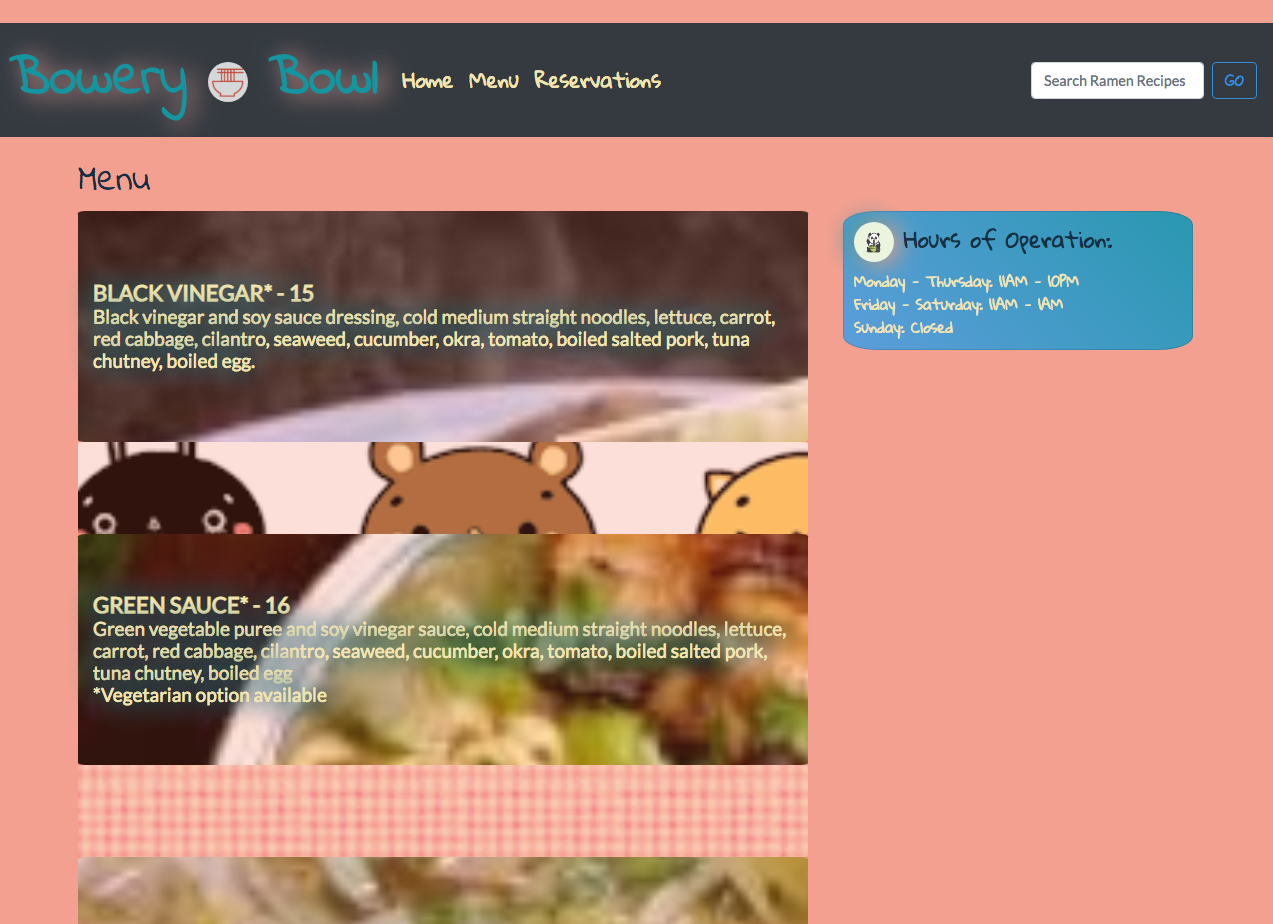 Bowery Bowl Home Menu Reservations Search Ramen Recipes GO
Menu
BLACK VINEGAR* - 15
Black vinegar and soy sauce dressing, cold medium straight noodles, lettuce, carrot,
red cabbage, cilantro, seaweed, cucumber, okra, tomato, boiled salted pork, tuna
chutney, boiled egg.
GREEN SAUCE* - 16
Green vegetable puree and soy vinegar sauce, cold medium straight noodles, lettuce,
carrot, red cabbage, cilantro, seaweed, cucumber, okra, tomato, boiled salted pork,
tuna chutney, boiled egg
*Vegetarian option available
Hours of Operation:
Monday - Thursday: 11AM - 10PM
Friday - Saturday: 11AM - 1AM
Sunday: Closed